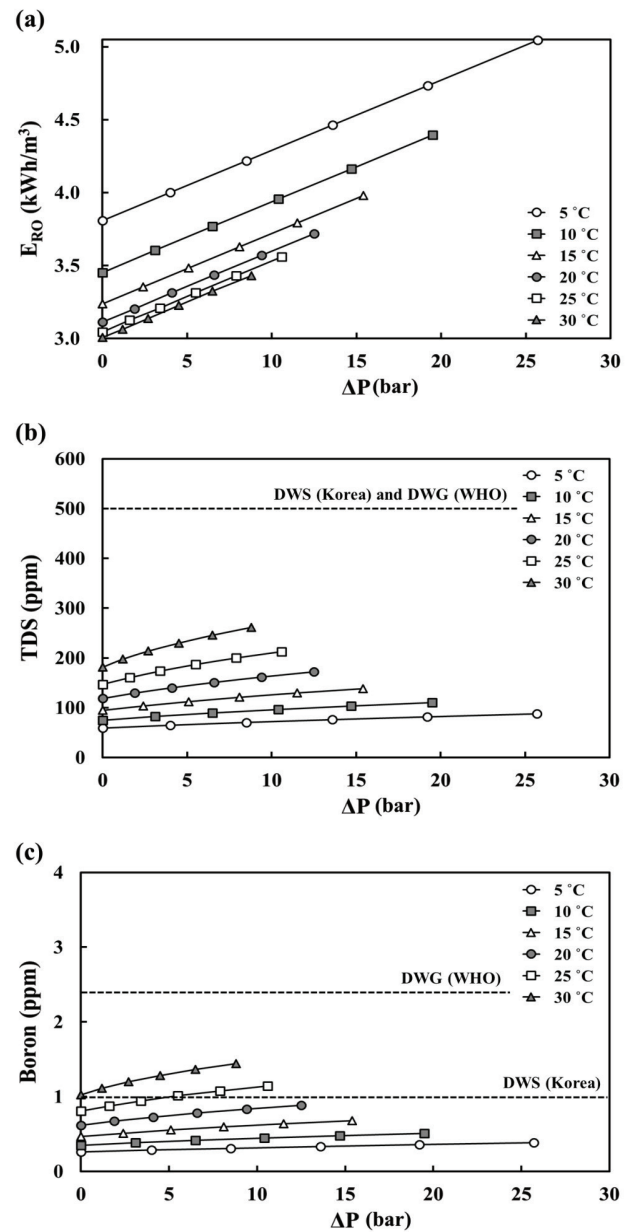 (a)
5.0
4.5
4.0
3.5
3.0
E_RO (kWh/m³)
5 ˚C
10 ˚C
15 ˚C
20 ˚C
25 ˚C
30 ˚C
0 5 10 15 20 25 30
ΔP (bar)
(b)
600
500
400
300
200
100
0
TDS (ppm)
DWS (Korea) and DWG (WHO)
5 ˚C
10 ˚C
15 ˚C
20 ˚C
25 ˚C
30 ˚C
0 5 10 15 20 25 30
ΔP (bar)
(c)
4
3
2
1
0
Boron (ppm)
5 ˚C
10 ˚C
15 ˚C
20 ˚C
25 ˚C
30 ˚C
DWG (WHO)
DWS (Korea)
0 5 10 15 20 25 30
ΔP (bar)